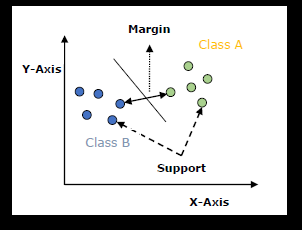 Margin
Class A
Y-Axis
Class B
Support
X-Axis